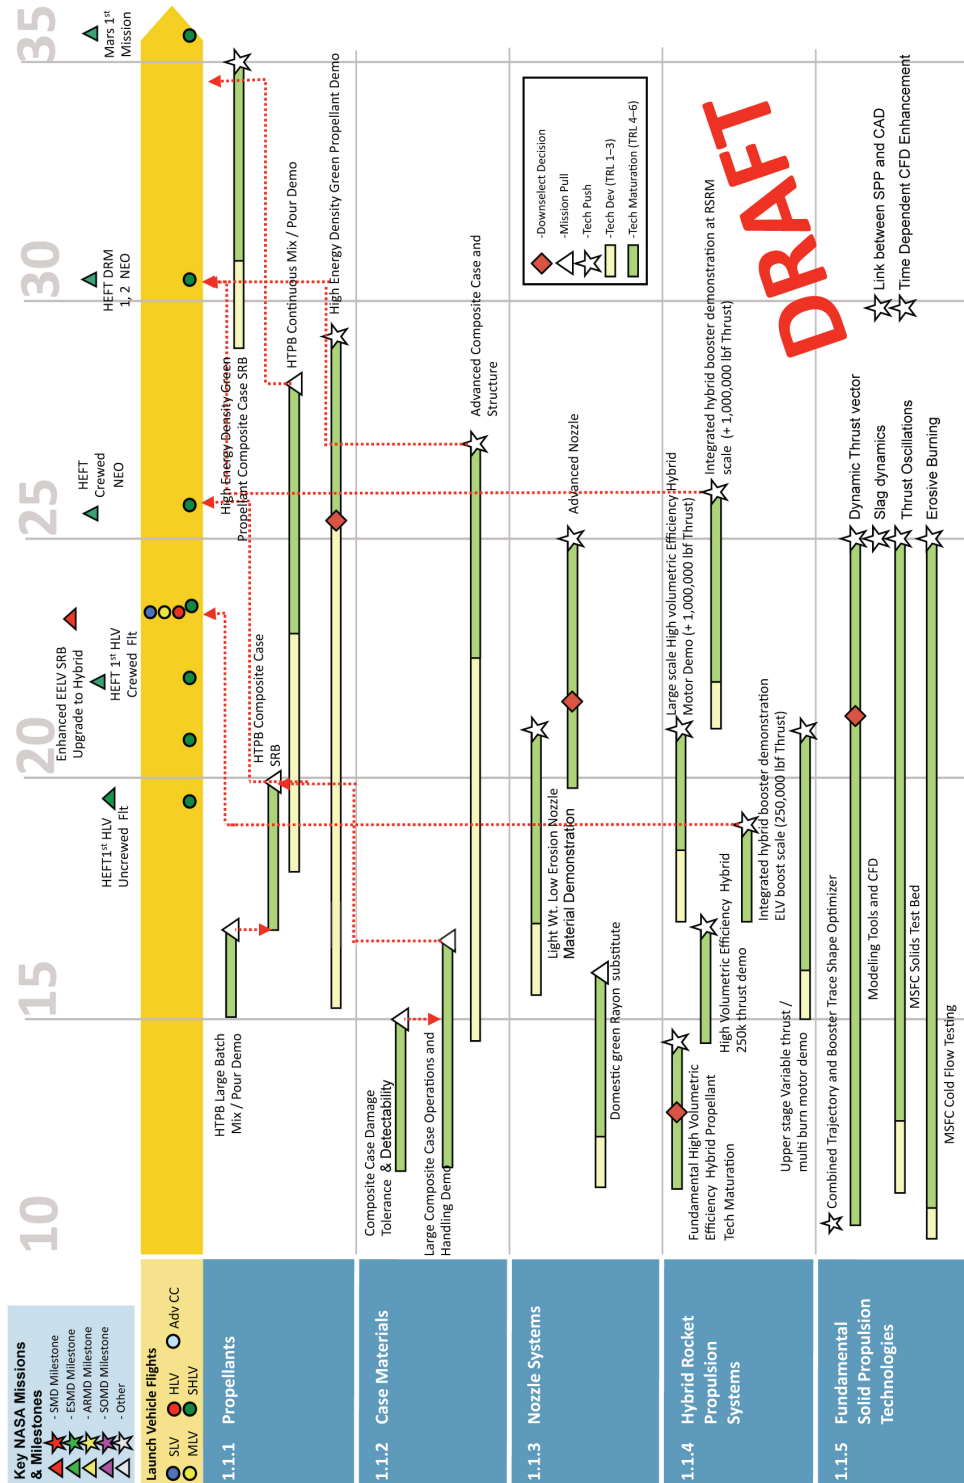 Key NASA Missions
& Milestones
- SMD Milestone
- ESMD Milestone
- ARMD Milestone
- SOMD Milestone
- Other
Launch Vehicle Flights
SLV
HLV
Adv CC
MLV
SHLV
10
15
20
25
30
35
HEFT1st HLV
Uncrewed Flt
Enhanced EELV SRB
Upgrade to Hybrid
HEFT 1st HLV
Crewed Flt
HEFT
Crewed
NEO
HEFT DRM
1, 2 NEO
Mars 1st
Mission
1.1.1 Propellants
HTPB Large Batch
Mix / Pour Demo
HTPB Composite Case
SRB
High Energy Density Green
Propellant Composite Case SRB
HTPB Continuous Mix / Pour Demo
High Energy Density Green Propellant Demo
1.1.2 Case Materials
Composite Case Damage
Tolerance & Detectability
Large Composite Case Operations and
Handling Demo
Advanced Composite Case and
Structure
1.1.3 Nozzle Systems
Light Wt. Low Erosion Nozzle
Material Demonstration
Advanced Nozzle
Domestic green Rayon substitute
-Downselect Decision
-Mission Pull
-Tech Push
-Tech Dev (TRL 1–3)
-Tech Maturation (TRL 4–6)
1.1.4 Hybrid Rocket
Propulsion
Systems
Fundamental High Volumetric
Efficiency Hybrid Propellant
Tech Maturation
High Volumetric Efficiency Hybrid
250k thrust demo
Large scale High volumetric Efficiency Hybrid
Motor Demo (+ 1,000,000 lbf Thrust)
Integrated hybrid booster demonstration at RSRM
scale (+ 1,000,000 lbf Thrust)
Integrated hybrid booster demonstration
ELV boost scale (250,000 lbf Thrust)
Upper stage Variable thrust /
multi burn motor demo
1.1.5 Fundamental
Solid Propulsion
Technologies
Combined Trajectory and Booster Trace Shape Optimizer
Modeling Tools and CFD
MSFC Solids Test Bed
MSFC Cold Flow Testing
Dynamic Thrust vector
Slag dynamics
Thrust Oscillations
Erosive Burning
Link between SPP and CAD
Time Dependent CFD Enhancement
DRAFT